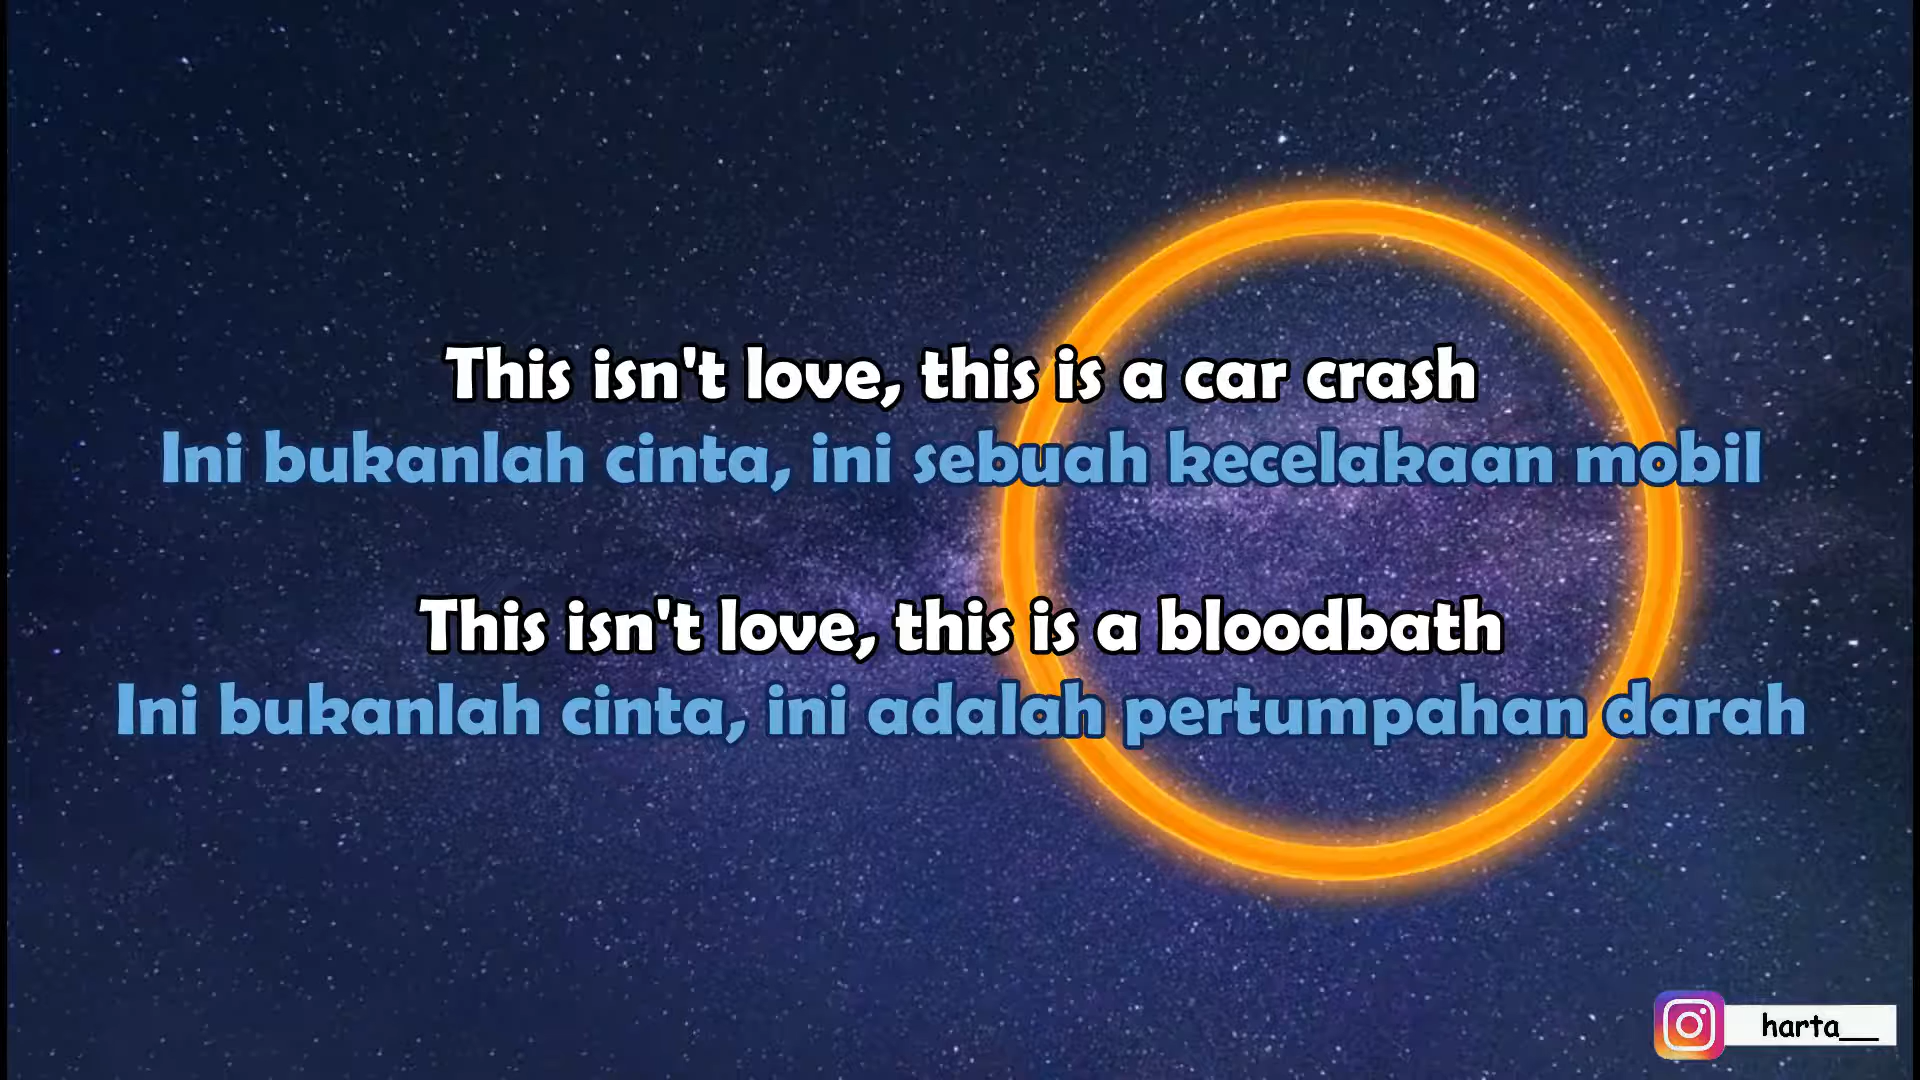 This isn't love, this is a car crash
Ini bukanlah cinta, ini sebuah kecelakaan mobil
This isn't love, this is a bloodbath
Ini bukanlah cinta, ini adalah pertumpahan darah
harta__